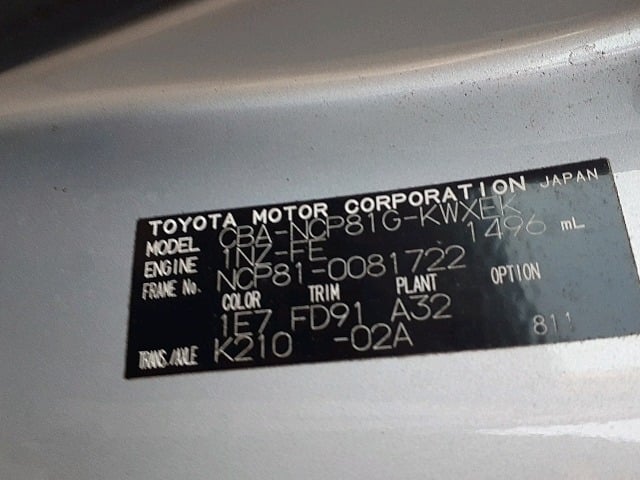 TOYOTA MOTOR CORPORATION JAPAN
MODEL CBA-NCP81G-KWXEK
ENGINE 1NZ-FE 1496 mL
FRAME No. NCP81-0081722
COLOR TRIM PLANT OPTION
1E7 FD91 A32
TRANS./AXLE K210 -02A 811